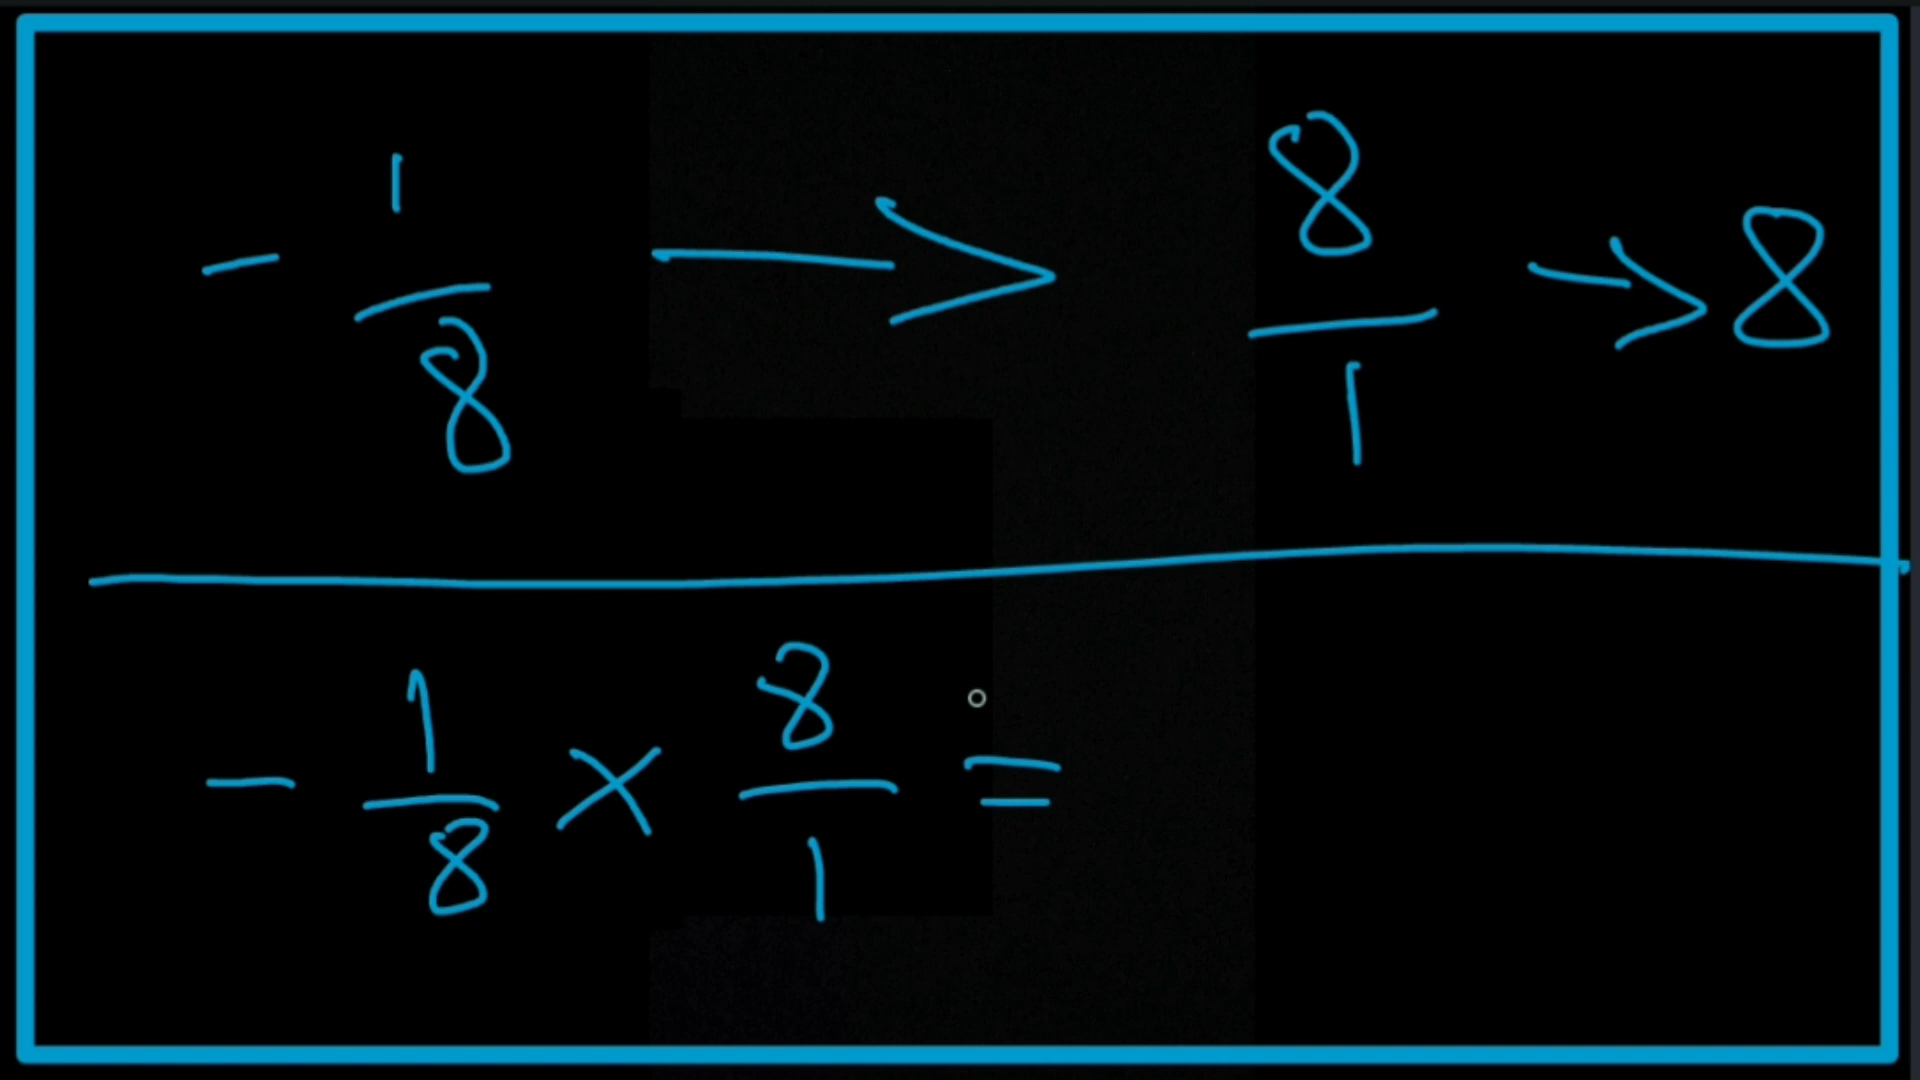 - 1/8 → 8/1 → 8
- 1/8 × 8/1 =